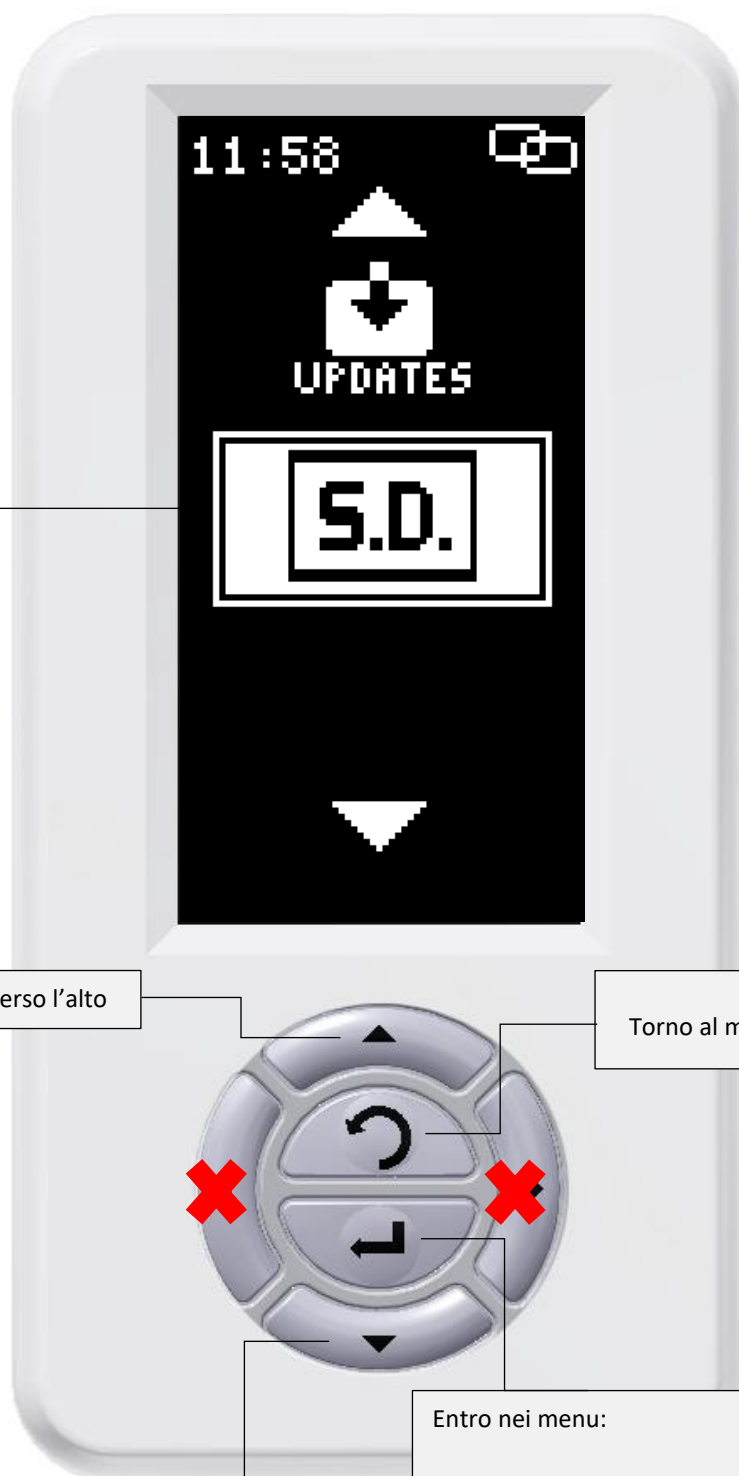 11:58
UPDATES
S.D.
erso l'alto
Torno al m
Entro nei menu: